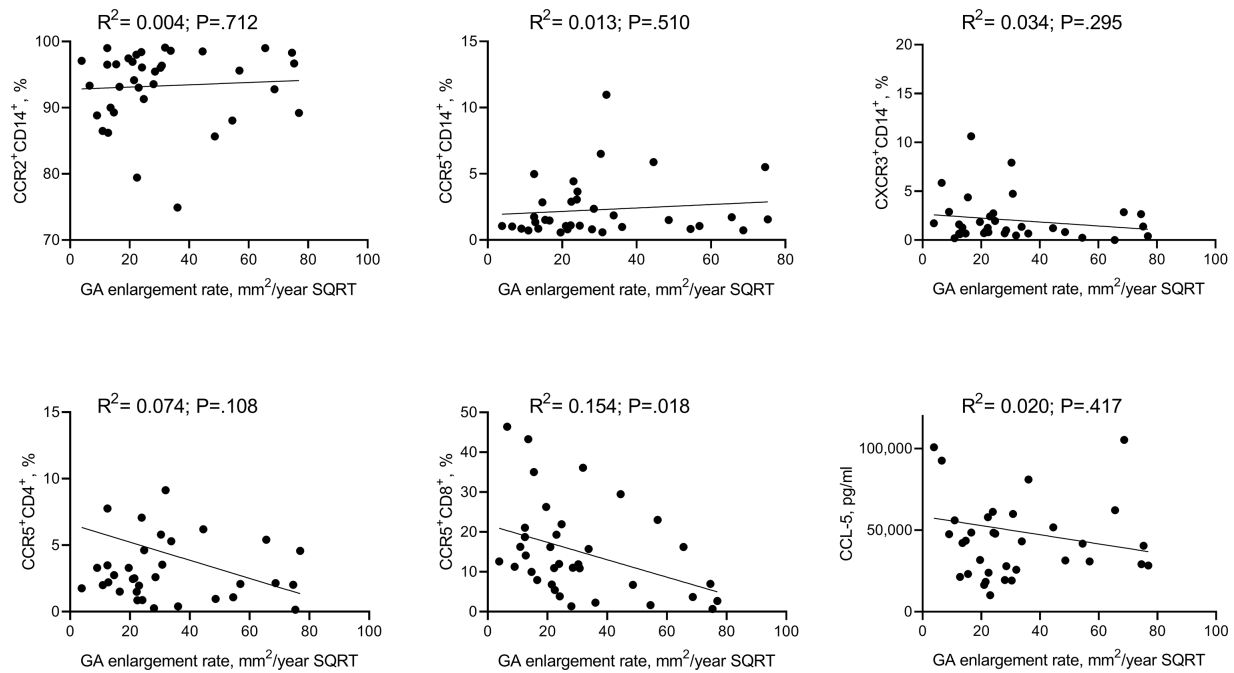 R²= 0.004; P=.712
100
90
80
70
CCR2⁺CD14⁺, %
0 20 40 60 80 100
GA enlargement rate, mm²/year SQRT
R²= 0.013; P=.510
15
10
5
0
CCR5⁺CD14⁺, %
0 20 40 60 80
GA enlargement rate, mm²/year SQRT
R²= 0.034; P=.295
20
15
10
5
0
CXCR3⁺CD14⁺, %
0 20 40 60 80 100
GA enlargement rate, mm²/year SQRT
R²= 0.074; P=.108
15
10
5
0
CCR5⁺CD4⁺, %
0 20 40 60 80 100
GA enlargement rate, mm²/year SQRT
R²= 0.154; P=.018
50
40
30
20
10
0
CCR5⁺CD8⁺, %
0 20 40 60 80 100
GA enlargement rate, mm²/year SQRT
R²= 0.020; P=.417
100,000
50,000
0
CCL-5, pg/ml
0 20 40 60 80 100
GA enlargement rate, mm²/year SQRT